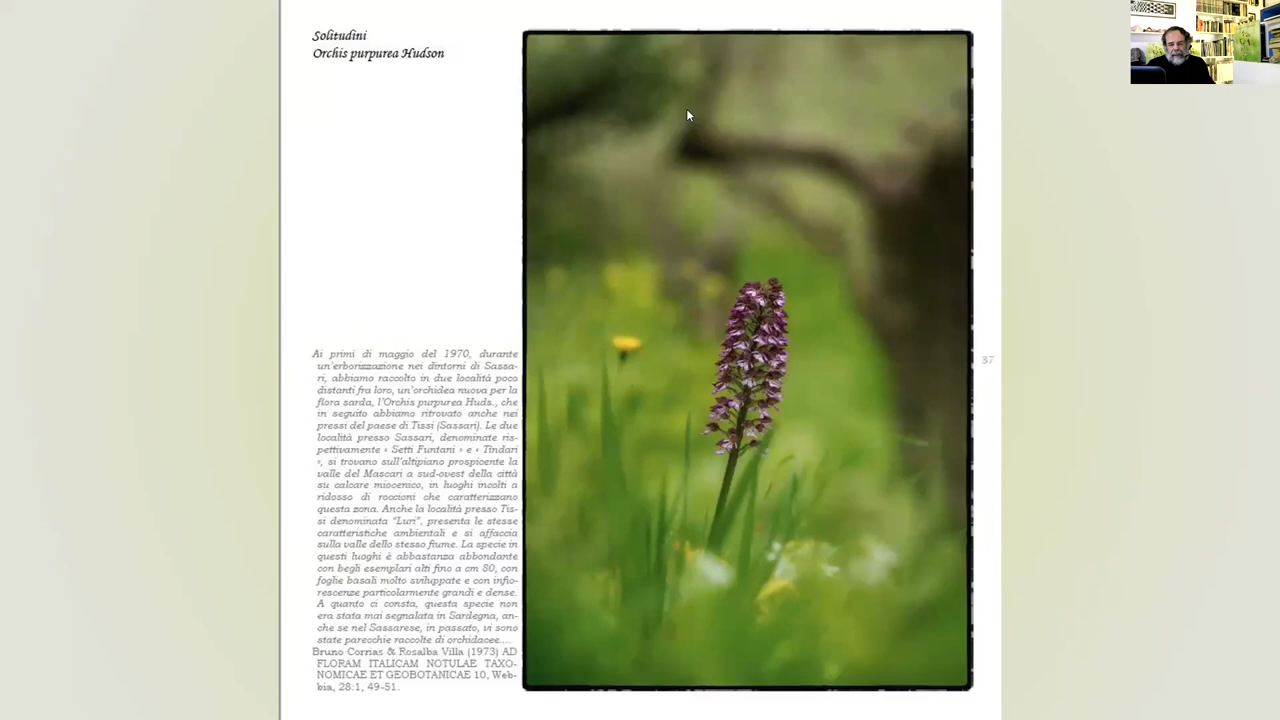 Solitudini
Orchis purpurea Hudson
Ai primi di maggio del 1970, durante
un'erborizzazione nei dintorni di Sassa-
ri, abbiamo raccolto in due località poco
distanti fra loro, un'orchidea nuova per la
flora sarda, l'Orchis purpurea Huds., che
in seguito abbiamo ritrovato anche nei
pressi del paese di Tissi (Sassari). Le due
località presso Sassari, denominate ris-
pettivamente « Setti Funtani » e « Tindari
», si trovano sull'altipiano prospicente la
valle del Mascari a sud-ovest della città
su calcare miocenico, in luoghi incolti a
ridosso di roccioni che caratterizzano
questa zona. Anche la località presso Tis-
si denominata "Luri", presenta le stesse
caratteristiche ambientali e si affaccia
sulla valle dello stesso fiume. La specie in
questi luoghi è abbastanza abbondante
con begli esemplari alti fino a cm 80, con
foglie basali molto sviluppate e con info-
rescenze particolarmente grandi e dense.
A quanto ci consta, questa specie non
era stata mai segnalata in Sardegna, an-
che se nel Sassarese, in passato, vi sono
state parecchie raccolte di orchidacee....
Bruno Corrias & Rosalba Villa (1973) AD
FLORAM ITALICAM NOTULAE TAXO-
NOMICAE ET GEOBOTANICAE 10, Web-
bia, 28:1, 49-51.
37